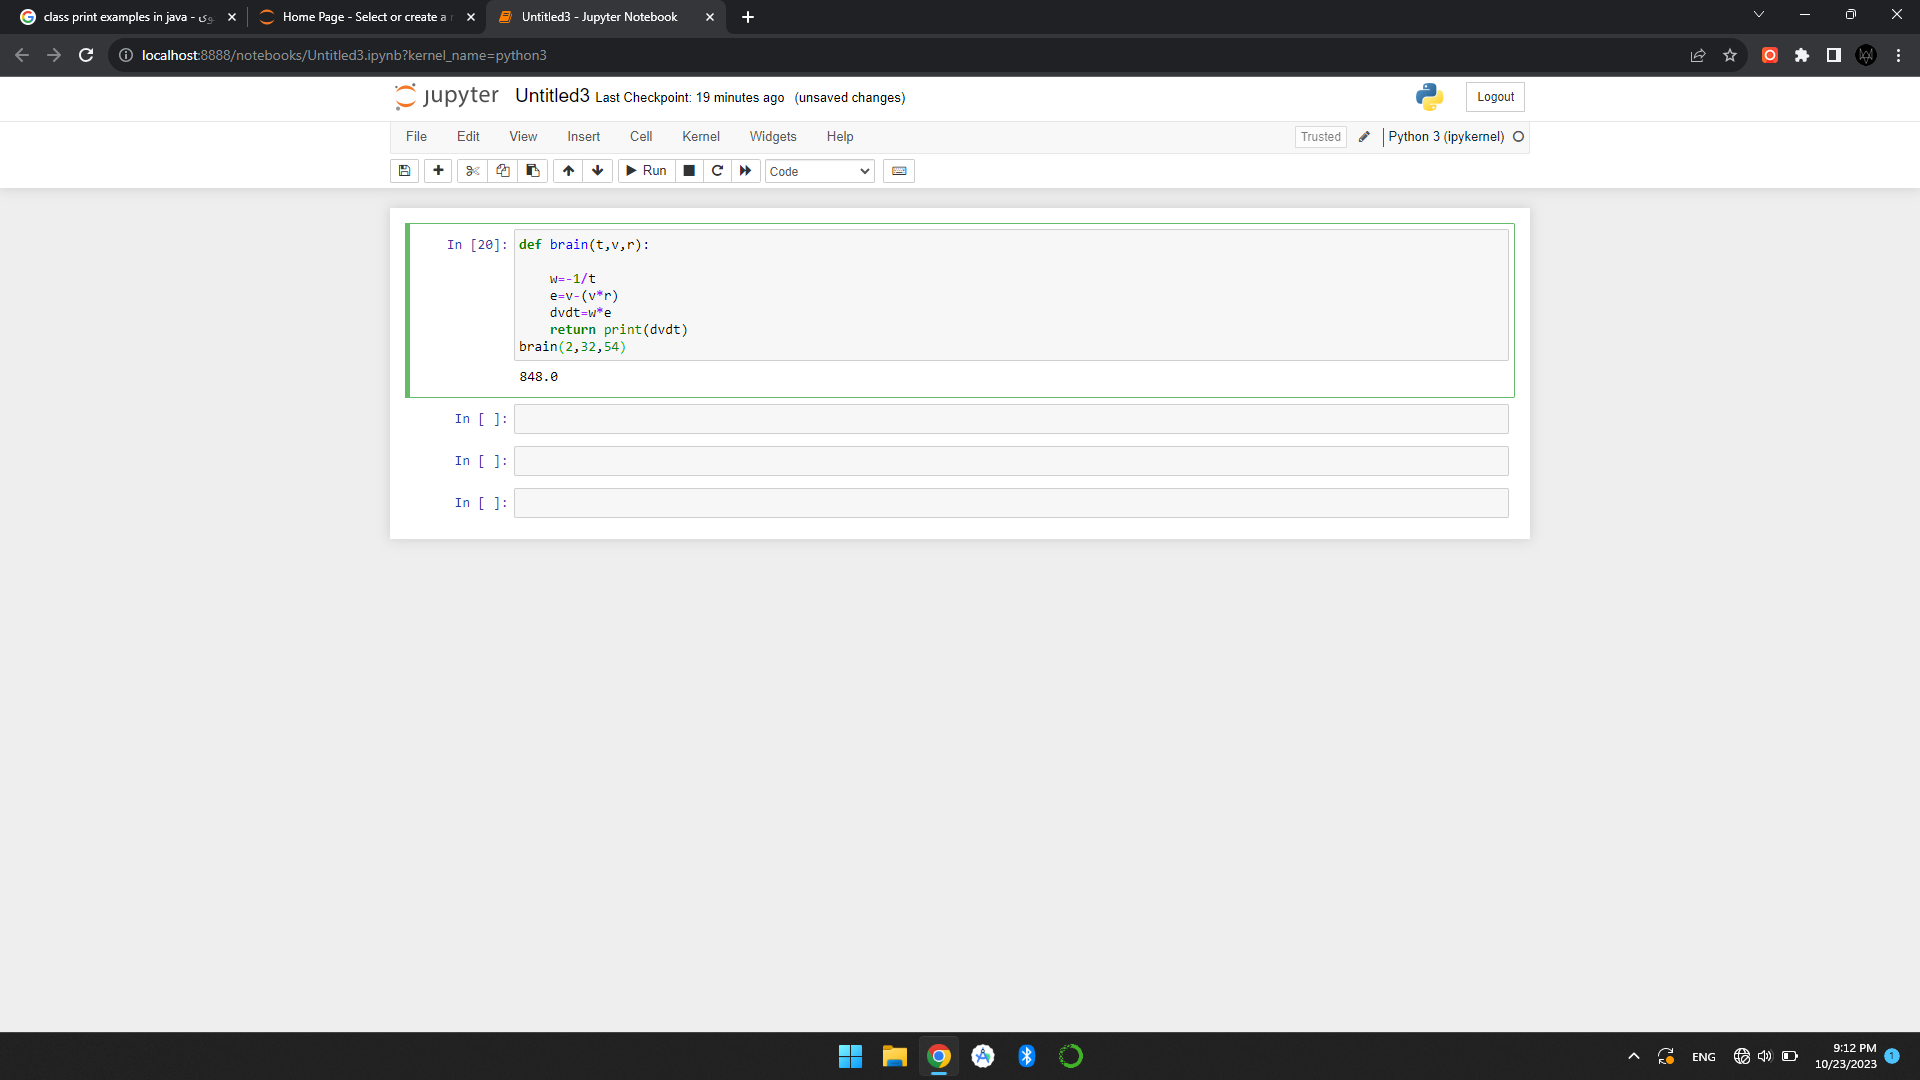 class print examples in java - وی
Home Page - Select or create a
Untitled3 - Jupyter Notebook
localhost:8888/notebooks/Untitled3.ipynb?kernel_name=python3
jupyter Untitled3 Last Checkpoint: 19 minutes ago (unsaved changes)
Logout
File Edit View Insert Cell Kernel Widgets Help
Trusted
Python 3 (ipykernel)
Run
Code
In [20]:
def brain(t,v,r):
w=-1/t
e=v-(v*r)
dvdt=w*e
return print(dvdt)
brain(2,32,54)
848.0
In [ ]:
In [ ]:
In [ ]:
ENG
9:12 PM
10/23/2023
1